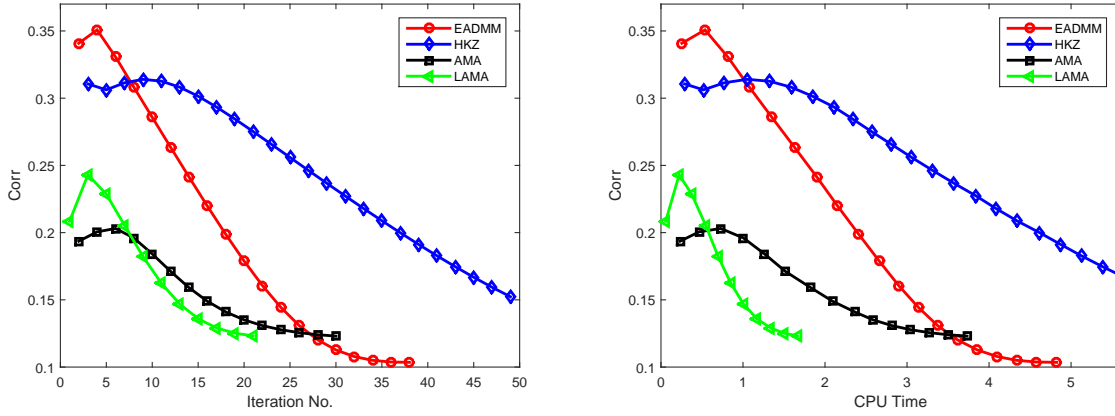 Corr
0.35
0.3
0.25
0.2
0.15
0.1
0 5 10 15 20 25 30 35 40 45 50
Iteration No.
EADMM
HKZ
AMA
LAMA
Corr
0.35
0.3
0.25
0.2
0.15
0.1
0 1 2 3 4 5
CPU Time
EADMM
HKZ
AMA
LAMA